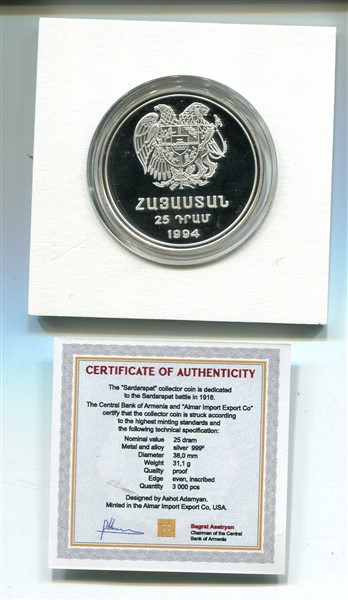 ՀԱՅԱՍՏԱՆ
25 ԴՐԱՄ
1994
CERTIFICATE OF AUTHENTICITY
The "Sardarapat" collector coin is dedicated
to the Sardarapat battle in 1918.
The Central Bank of Armenia and "Almar Import Export Co"
certify that the collector coin is struck according
to the highest minting standards and
the following technical specification:
Nominal value 25 dram
Metal and alloy silver 999°
Diameter 38,0 mm
Weight 31,1 g
Quality proof
Edge even, inscribed
Quantity 3 000 pcs
Designed by Ashot Adamyan.
Minted in the Almar Import Export Co, USA.
Bagrat Asatryan
Chairman of the Central
Bank of Armenia